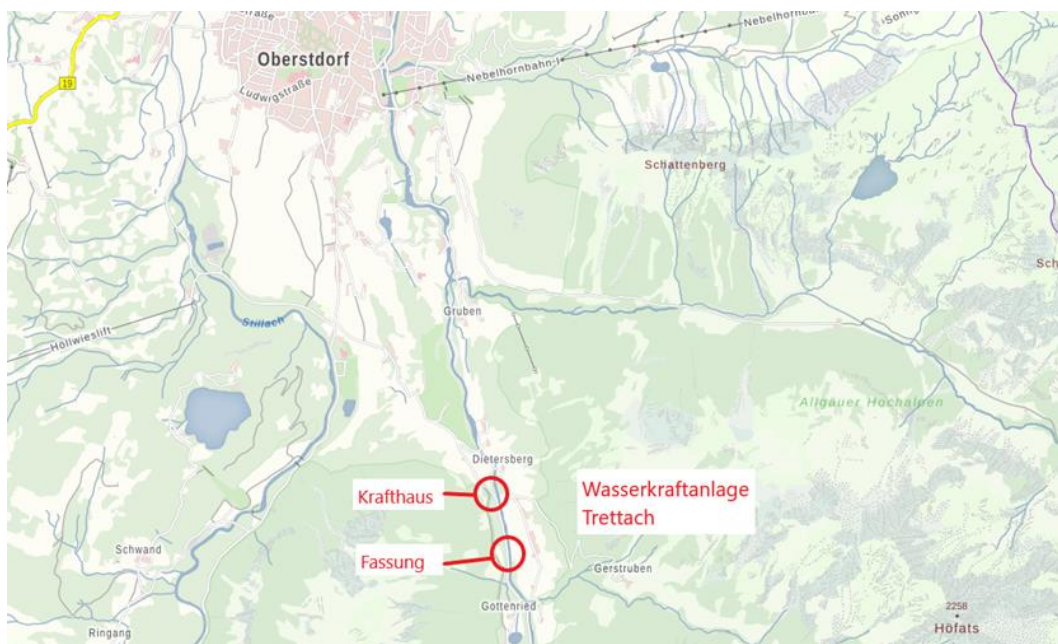 Nebelhornbahn-I
19
Oberstdorf
Nebelhornbahn-I
Ludwigstraße
Schattenberg
Sch
Gruben
Stillach
Höllwieslift
Allgäuer Hochalpen
Dietersberg
Krafthaus
Wasserkraftanlage
Trettach
Schwand
Fassung
Gerstruben
Gottenried
2258
Höfats
Ringang